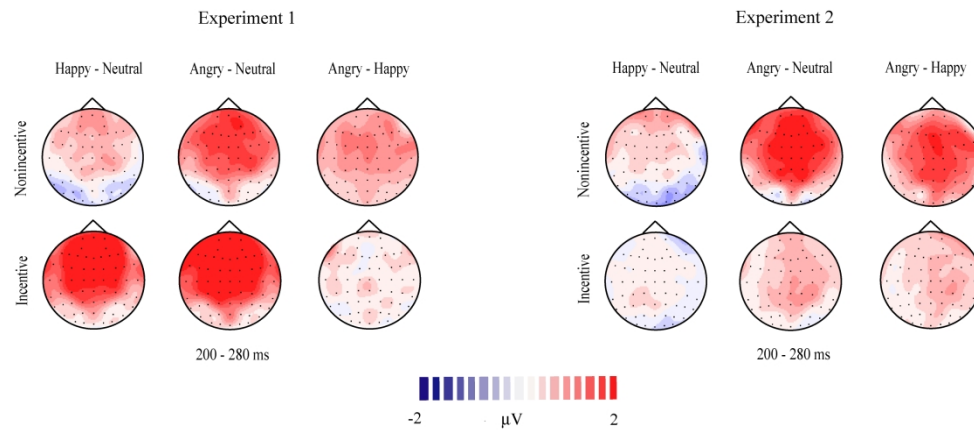 Experiment 1
Experiment 2
Happy - Neutral
Angry - Neutral
Angry - Happy
Happy - Neutral
Angry - Neutral
Angry - Happy
Nonincentive
Nonincentive
Incentive
Incentive
200 - 280 ms
200 - 280 ms
-2
µV
2